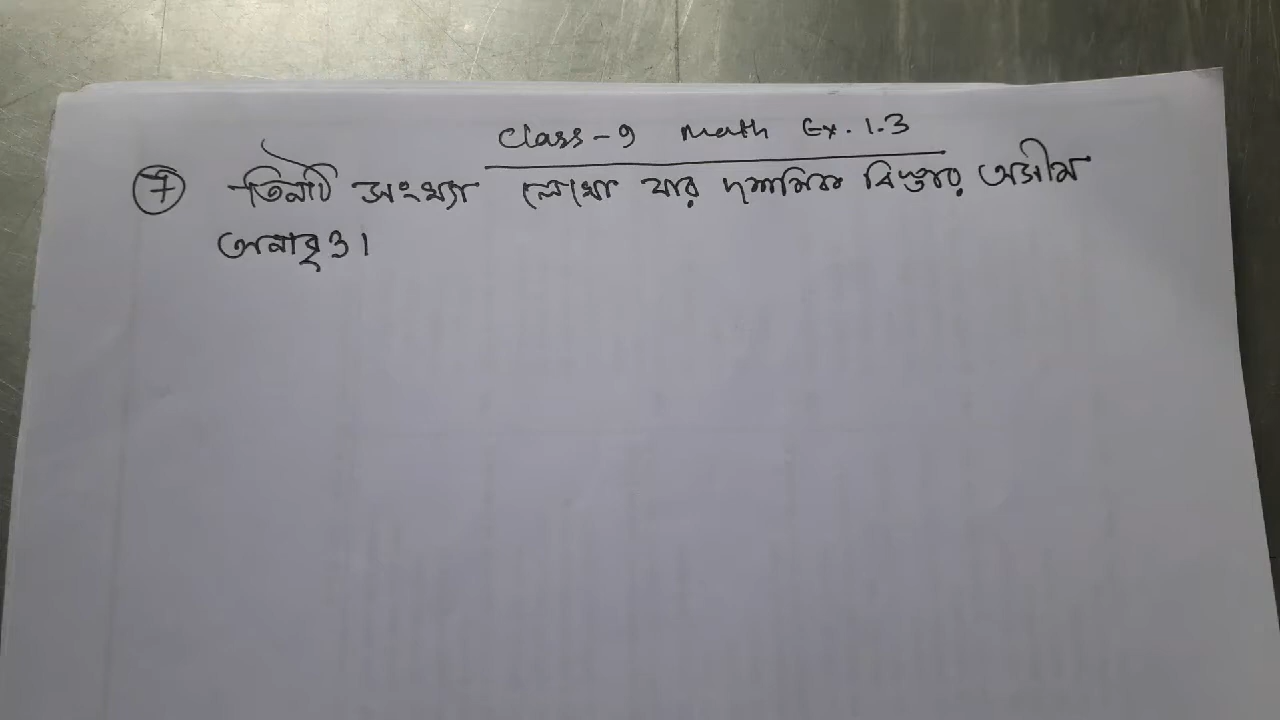 Class-9 Math Ex. 1.3
(7) তিনটি সংখ্যা লেখো যার দশমিক বিস্তার অসীম
অনাবৃত।